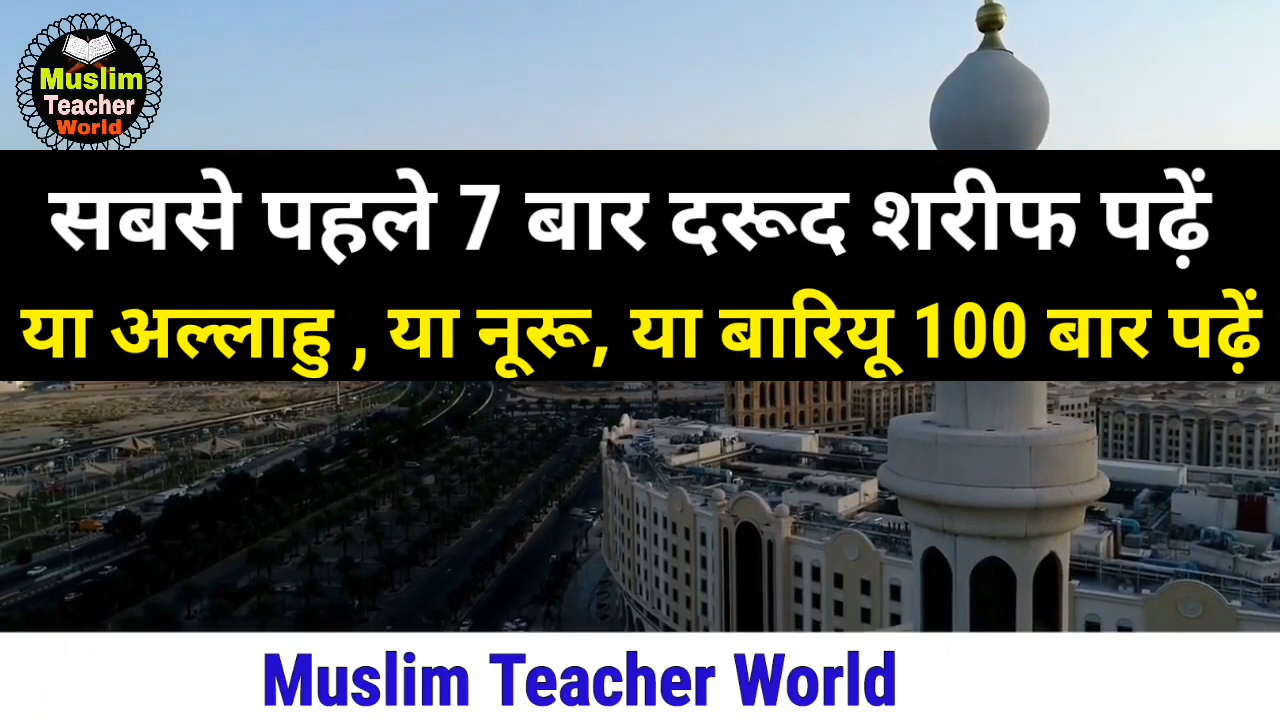 Muslim
Teacher
World
सबसे पहले 7 बार दरूद शरीफ पढ़ें
या अल्लाहु , या नूरू, या बारियू 100 बार पढ़ें
Muslim Teacher World